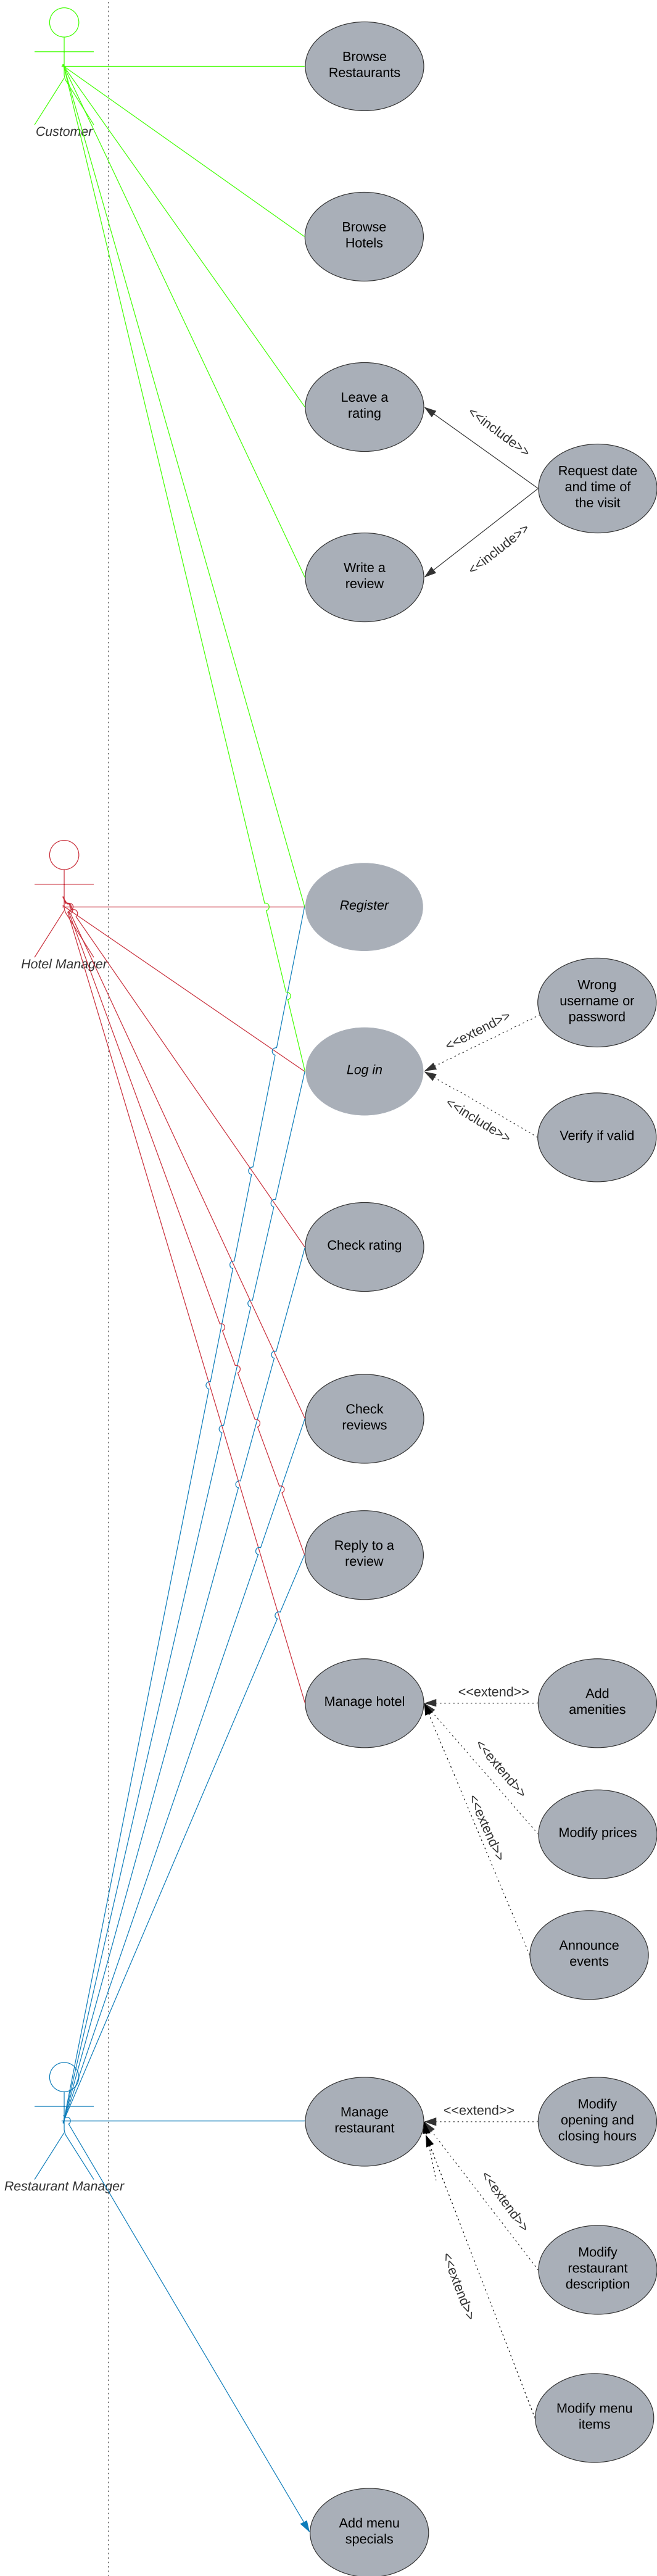 Browse
Restaurants
Customer
Browse
Hotels
Leave a
rating
<<include>>
Request date
and time of
the visit
<<include>>
Write a
review
Register
Hotel Manager
Wrong
username or
password
<<extend>>
Log in
<<include>>
Verify if valid
Check rating
Check
reviews
Reply to a
review
Manage hotel
<<extend>>
Add
amenities
<<extend>>
Modify prices
<<extend>>
Announce
events
Manage
restaurant
<<extend>>
Modify
opening and
closing hours
Restaurant Manager
<<extend>>
Modify
restaurant
description
<<extend>>
Modify menu
items
Add menu
specials